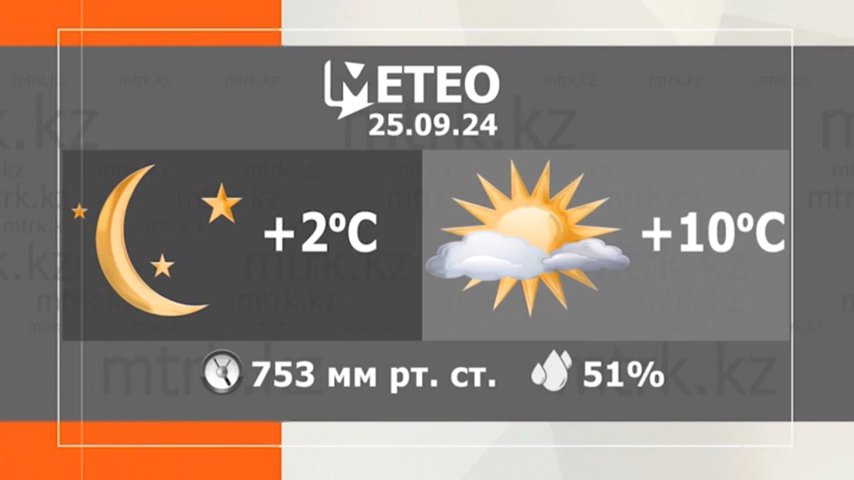 METEO
25.09.24
+2ºC
+10ºC
753 мм рт. ст.
51%
mtrk.kz